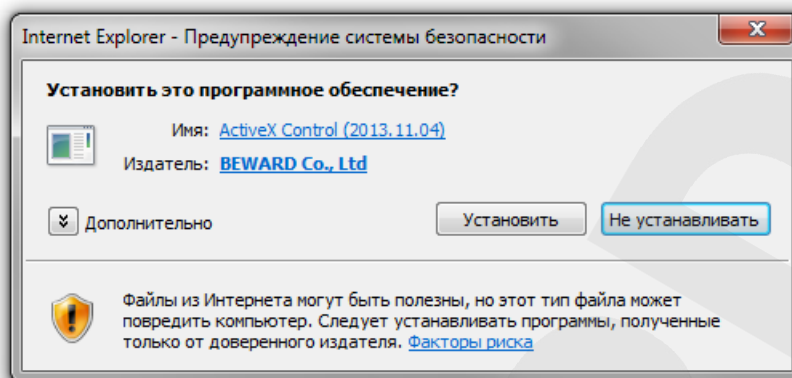 Internet Explorer - Предупреждение системы безопасности
Установить это программное обеспечение?
Имя: ActiveX Control (2013.11.04)
Издатель: BEWARD Co., Ltd
Дополнительно
Установить
Не устанавливать
Файлы из Интернета могут быть полезны, но этот тип файла может
повредить компьютер. Следует устанавливать программы, полученные
только от доверенного издателя. Факторы риска